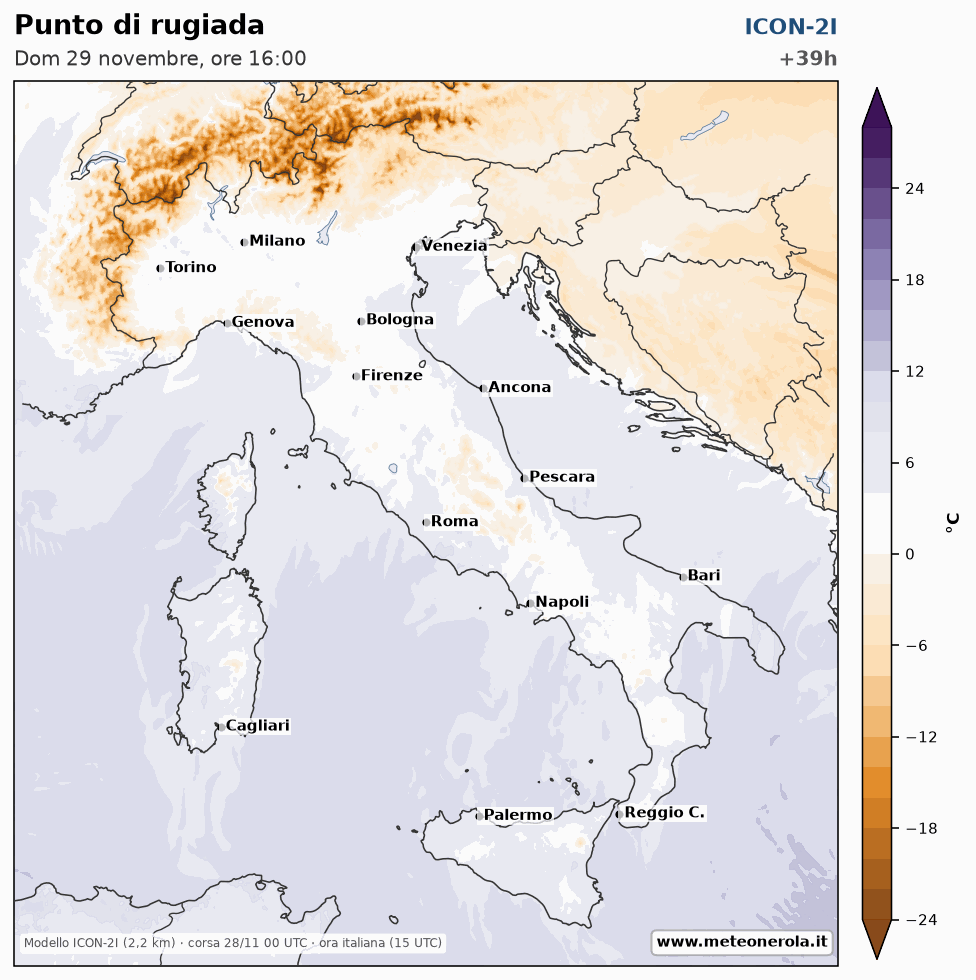 Punto di rugiada
ICON-2I
Dom 29 novembre, ore 16:00
+39h
Milano
Venezia
Torino
Genova
Bologna
Firenze
Ancona
Pescara
Roma
Bari
Napoli
Cagliari
Palermo
Reggio C.
24
18
12
6
0
−6
−12
−18
−24
°C
Modello ICON-2I (2,2 km) · corsa 28/11 00 UTC · ora italiana (15 UTC)
www.meteonerola.it